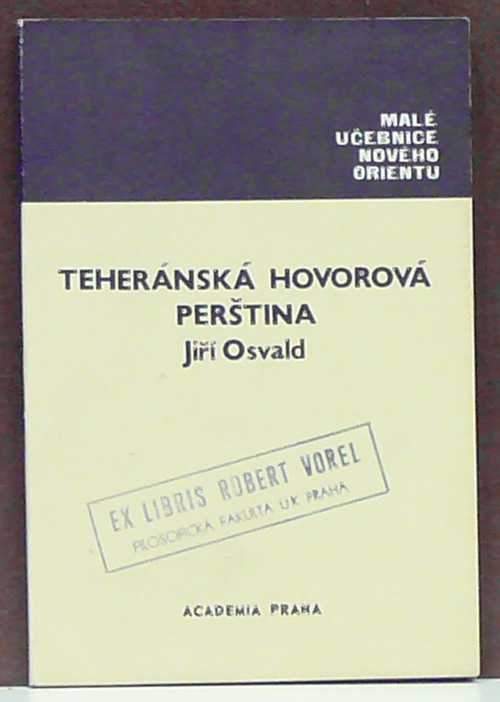 MALÉ
UČEBNICE
NOVÉHO
ORIENTU
TEHERÁNSKÁ HOVOROVÁ
PERŠTINA
Jiří Osvald
EX LIBRIS ROBERT VOREL
FILOSOFICKÁ FAKULTA UK PRAHA
ACADEMIA PRAHA